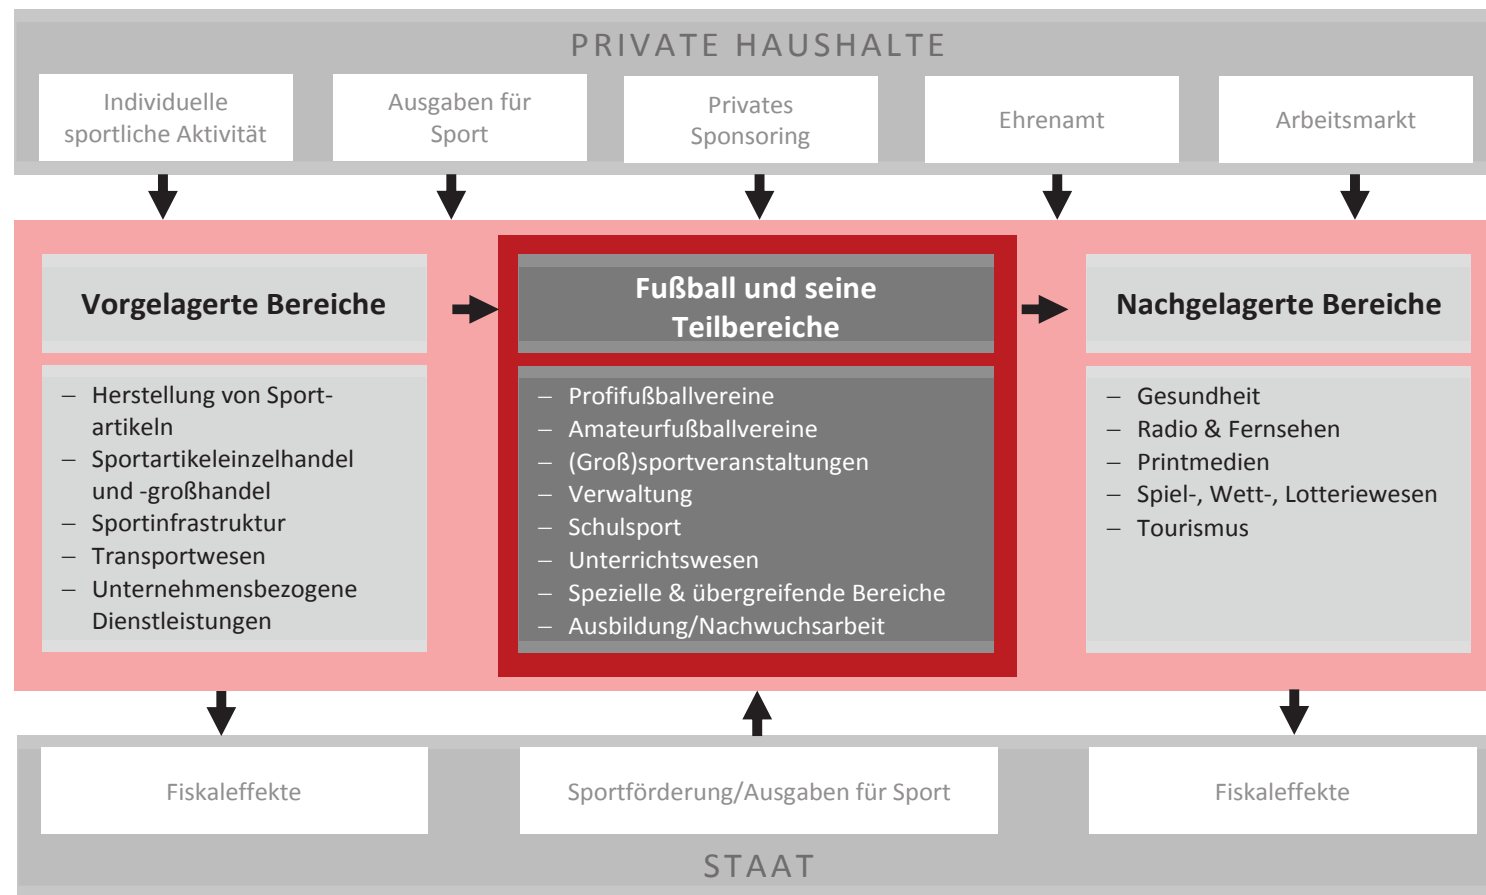 PRIVATE HAUSHALTE
Individuelle
sportliche Aktivität
Ausgaben für
Sport
Privates
Sponsoring
Ehrenamt
Arbeitsmarkt
Vorgelagerte Bereiche
– Herstellung von Sport-
artikeln
– Sportartikeleinzelhandel
und -großhandel
– Sportinfrastruktur
– Transportwesen
– Unternehmensbezogene
Dienstleistungen
Fußball und seine
Teilbereiche
– Profifußballvereine
– Amateurfußballvereine
– (Groß)sportveranstaltungen
– Verwaltung
– Schulsport
– Unterrichtswesen
– Spezielle & übergreifende Bereiche
– Ausbildung/Nachwuchsarbeit
Nachgelagerte Bereiche
– Gesundheit
– Radio & Fernsehen
– Printmedien
– Spiel-, Wett-, Lotteriewesen
– Tourismus
Fiskaleffekte
Sportförderung/Ausgaben für Sport
Fiskaleffekte
STAAT